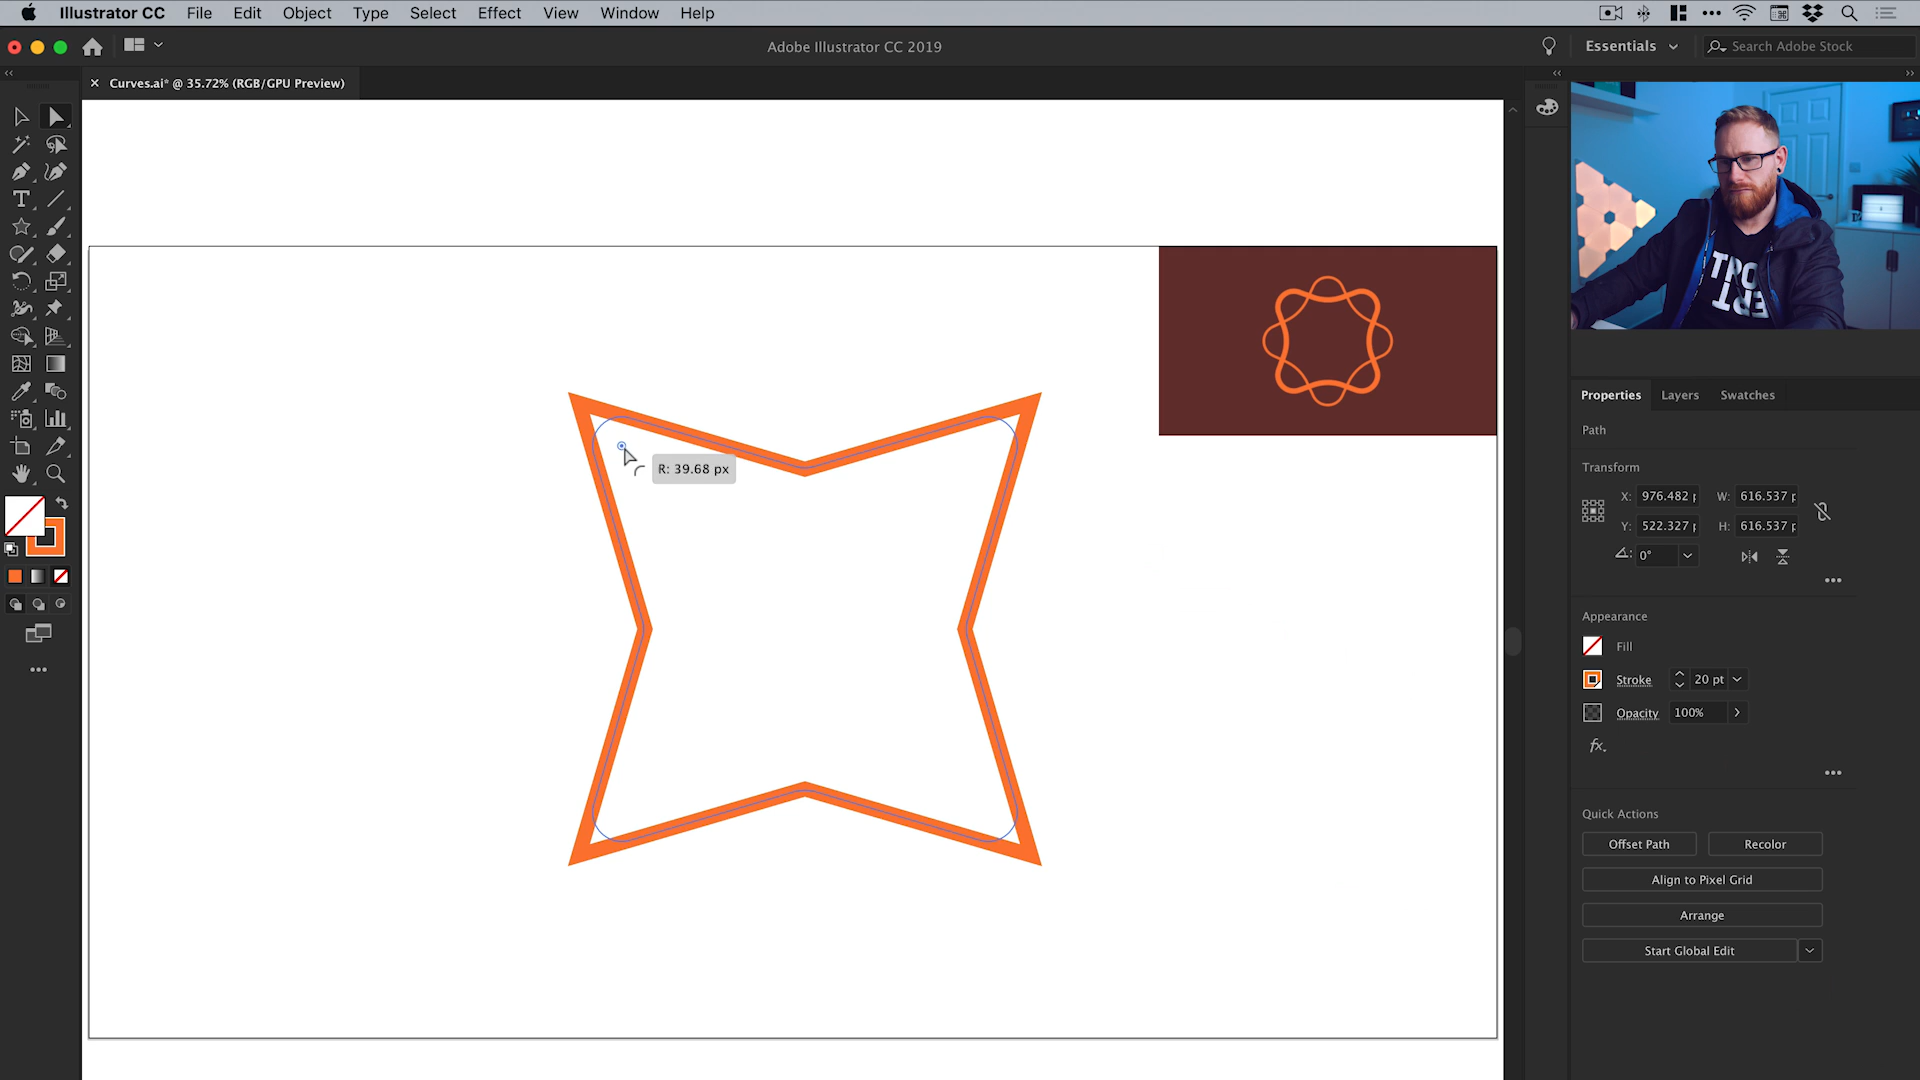 Illustrator CC File Edit Object Type Select Effect View Window Help
Adobe Illustrator CC 2019
Essentials
Search Adobe Stock
Curves.ai* @ 35.72% (RGB/GPU Preview)
R: 39.68 px
Properties Layers Swatches
Path
Transform
X: 976.482 W: 616.537
Y: 522.327 H: 616.537
0°
Appearance
Fill
Stroke 20 pt
Opacity 100%
fx.
Quick Actions
Offset Path Recolor
Align to Pixel Grid
Arrange
Start Global Edit